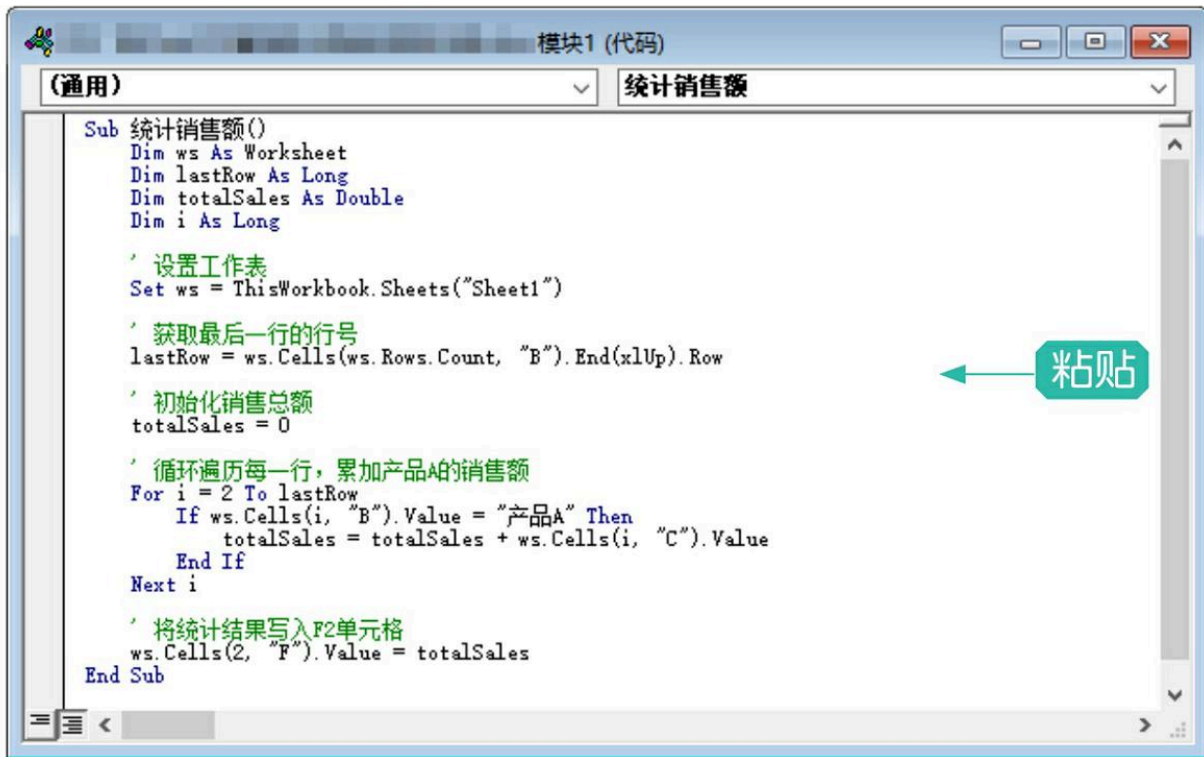 模块1 (代码)
(通用) 统计销售额
Sub 统计销售额()
Dim ws As Worksheet
Dim lastRow As Long
Dim totalSales As Double
Dim i As Long
' 设置工作表
Set ws = ThisWorkbook.Sheets("Sheet1")
' 获取最后一行的行号
lastRow = ws.Cells(ws.Rows.Count, "B").End(xlUp).Row
粘贴
' 初始化销售总额
totalSales = 0
' 循环遍历每一行，累加产品A的销售额
For i = 2 To lastRow
If ws.Cells(i, "B").Value = "产品A" Then
totalSales = totalSales + ws.Cells(i, "C").Value
End If
Next i
' 将统计结果写入F2单元格
ws.Cells(2, "F").Value = totalSales
End Sub